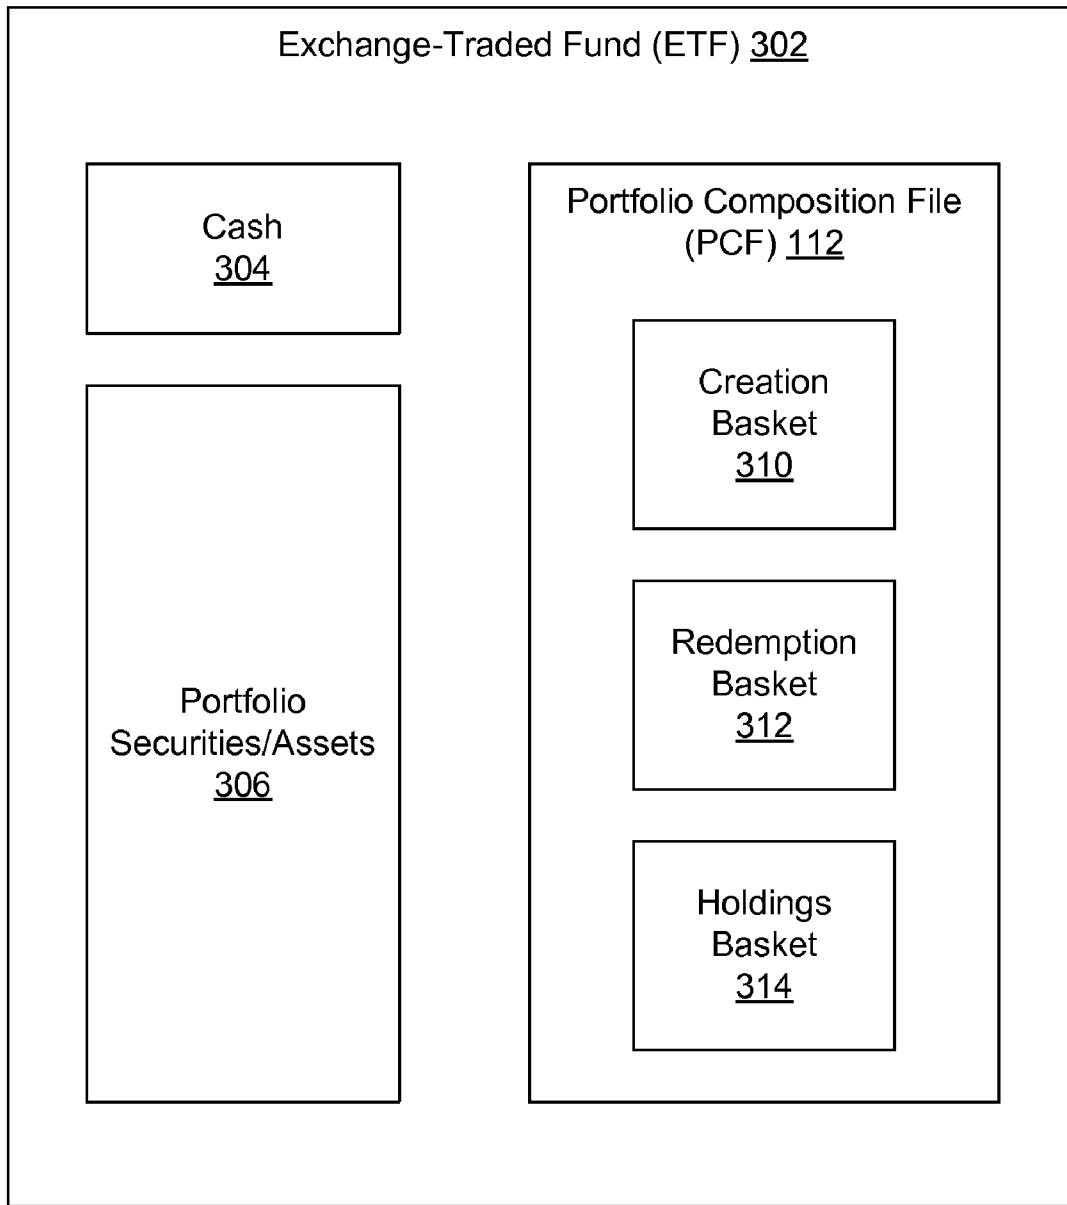 Exchange-Traded Fund (ETF) 302
Cash
304
Portfolio
Securities/Assets
306
Portfolio Composition File
(PCF) 112
Creation
Basket
310
Redemption
Basket
312
Holdings
Basket
314